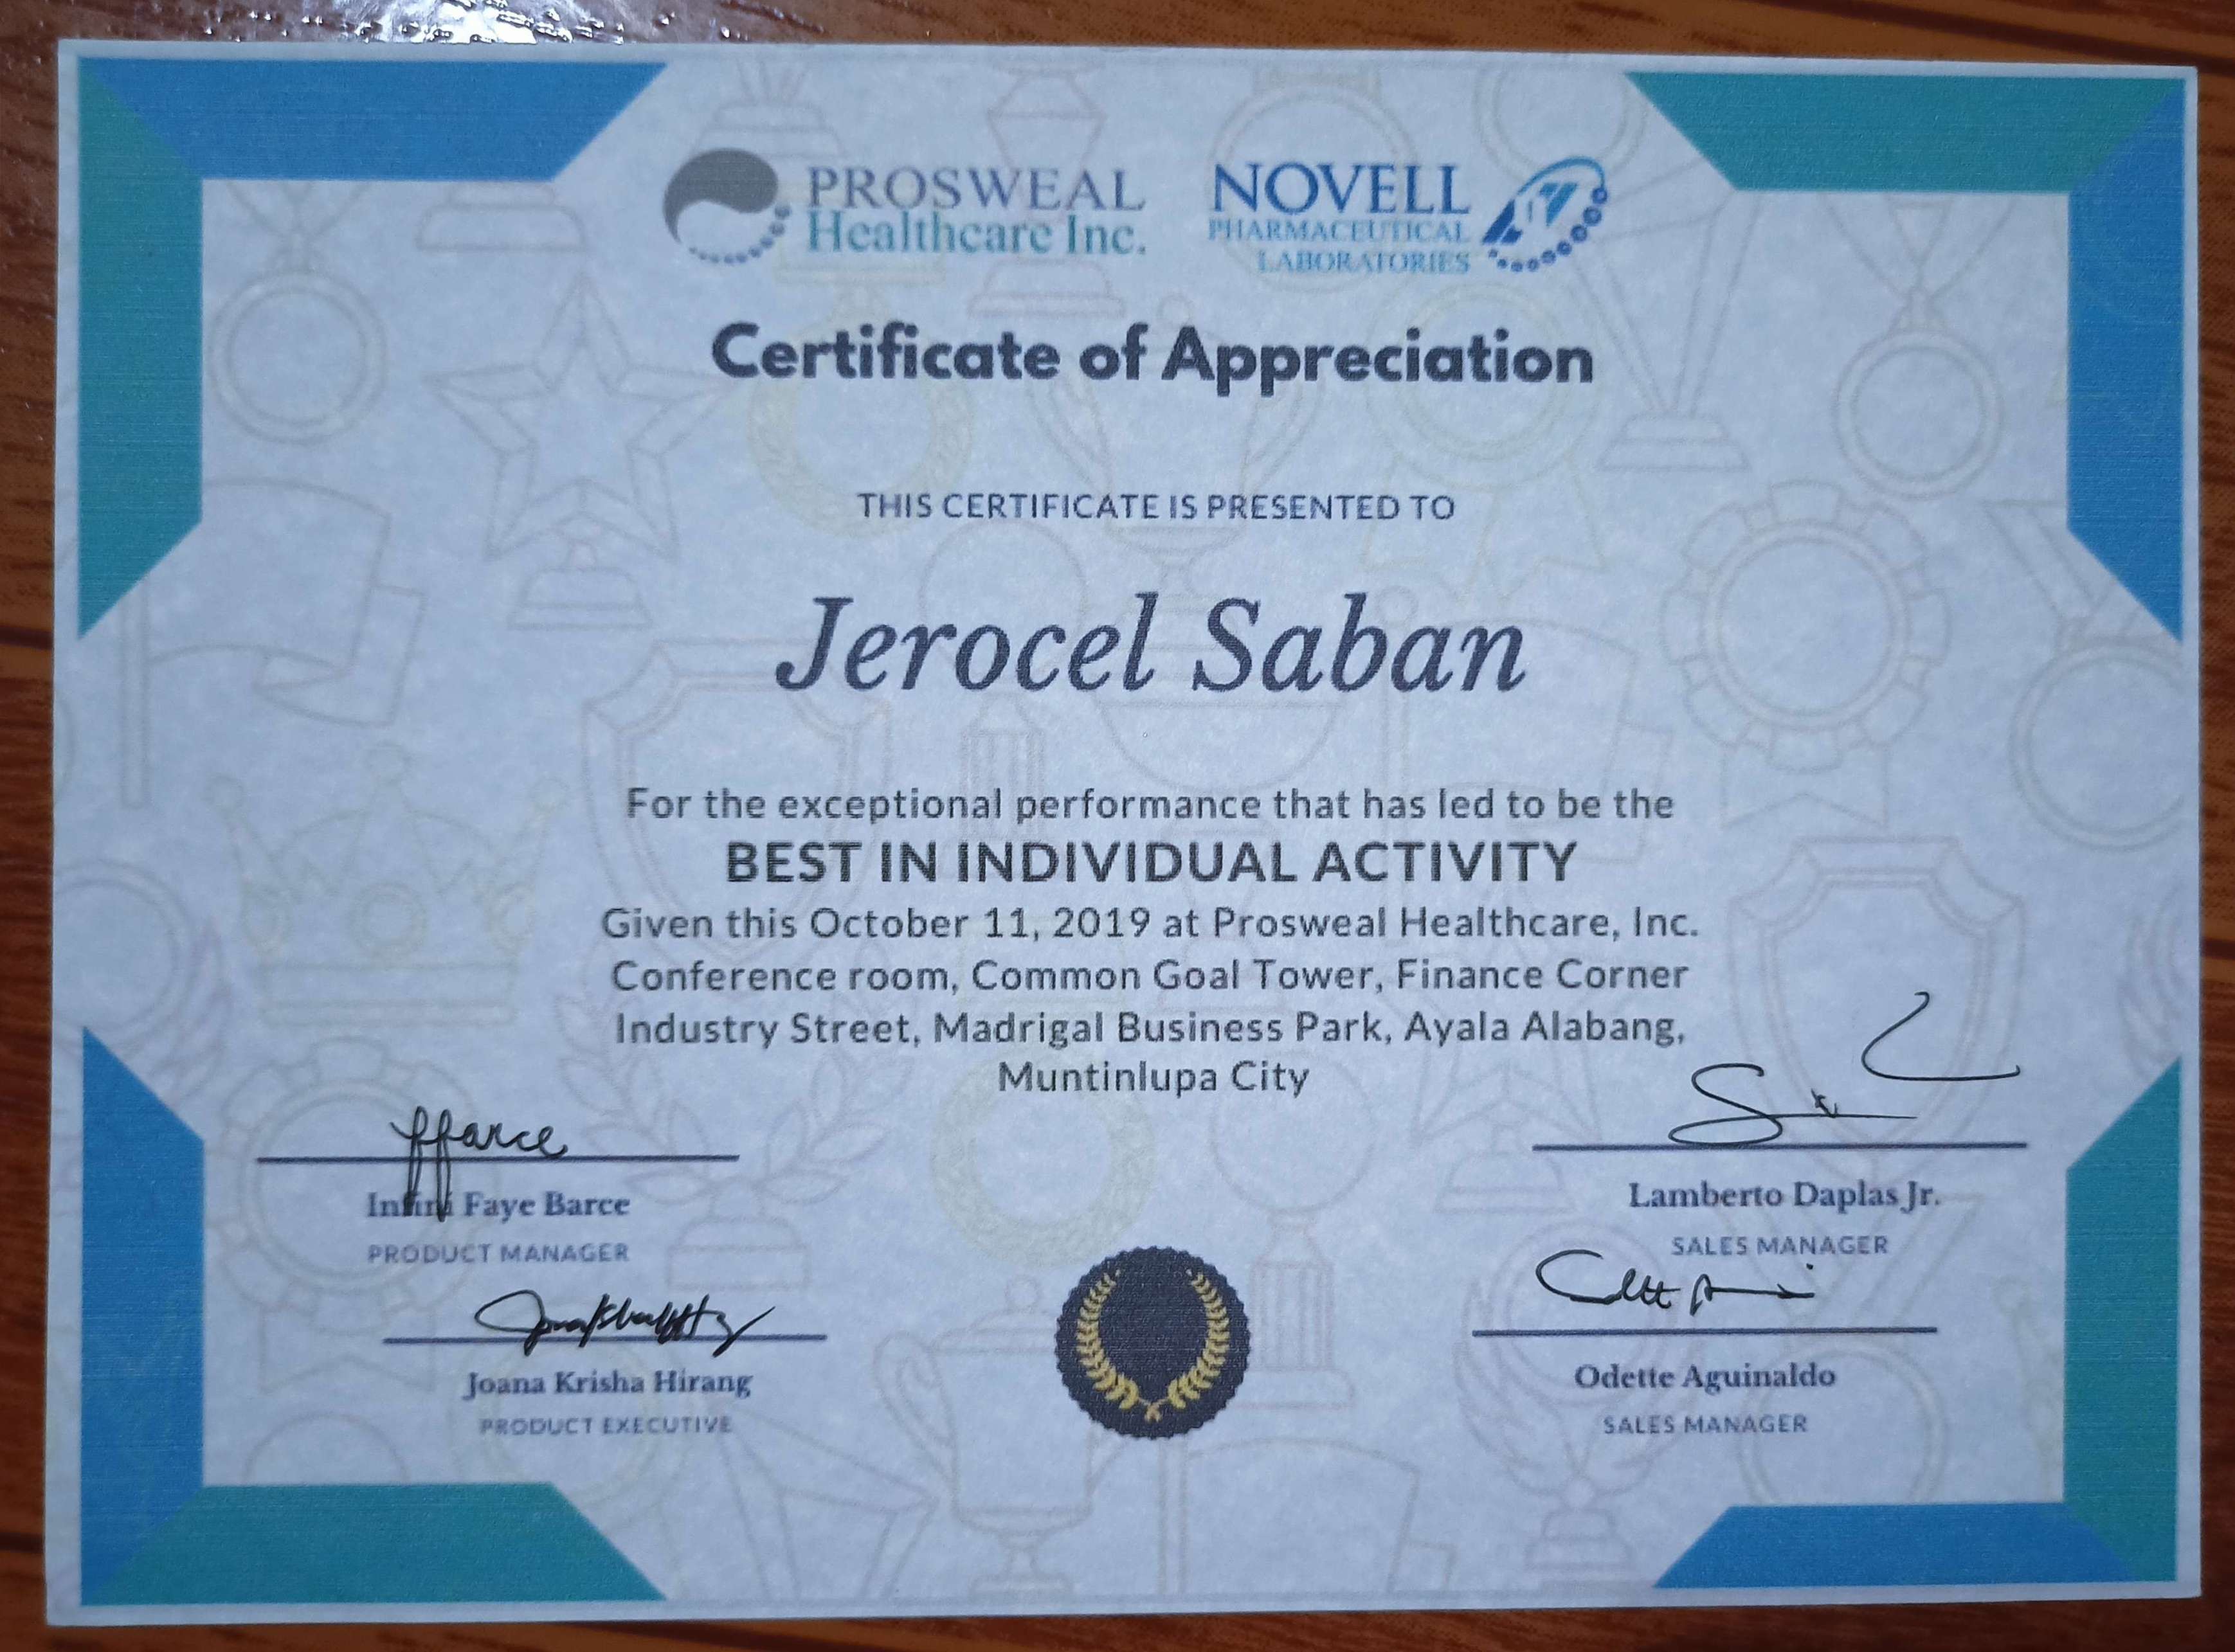 PROSWEAL
Healthcare Inc.
NOVELL
PHARMACEUTICAL
LABORATORIES
Certificate of Appreciation
THIS CERTIFICATE IS PRESENTED TO
Jerocel Saban
For the exceptional performance that has led to be the
BEST IN INDIVIDUAL ACTIVITY
Given this October 11, 2019 at Prosweal Healthcare, Inc.
Conference room, Common Goal Tower, Finance Corner
Industry Street, Madrigal Business Park, Ayala Alabang,
Muntinlupa City
Faye Barce
PRODUCT MANAGER
Lamberto Daplas Jr.
SALES MANAGER
Joana Krisha Hirang
PRODUCT EXECUTIVE
Odette Aguinaldo
SALES MANAGER